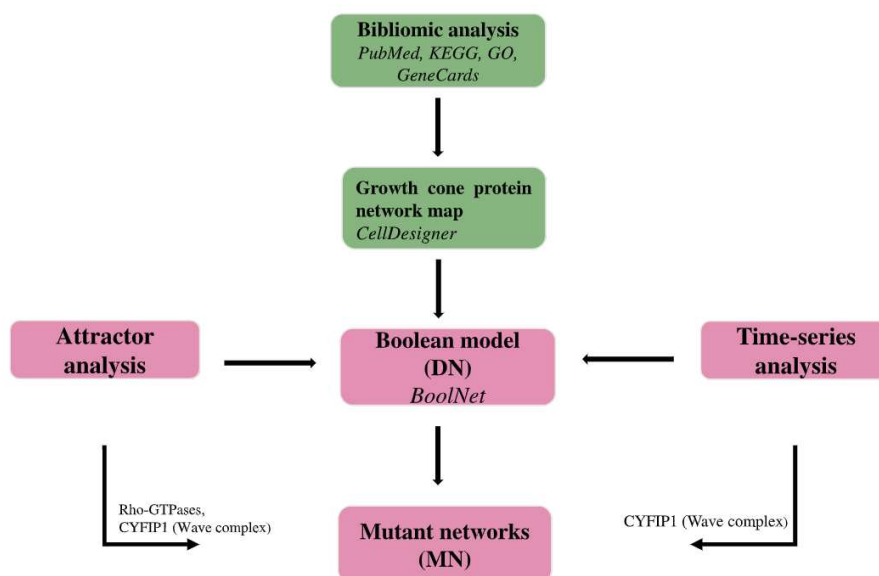 Bibliomic analysis
PubMed, KEGG, GO,
GeneCards
Growth cone protein
network map
CellDesigner
Attractor
analysis
Boolean model
(DN)
BoolNet
Time-series
analysis
Rho-GTPases,
CYFIP1 (Wave complex)
CYFIP1 (Wave complex)
Mutant networks
(MN)